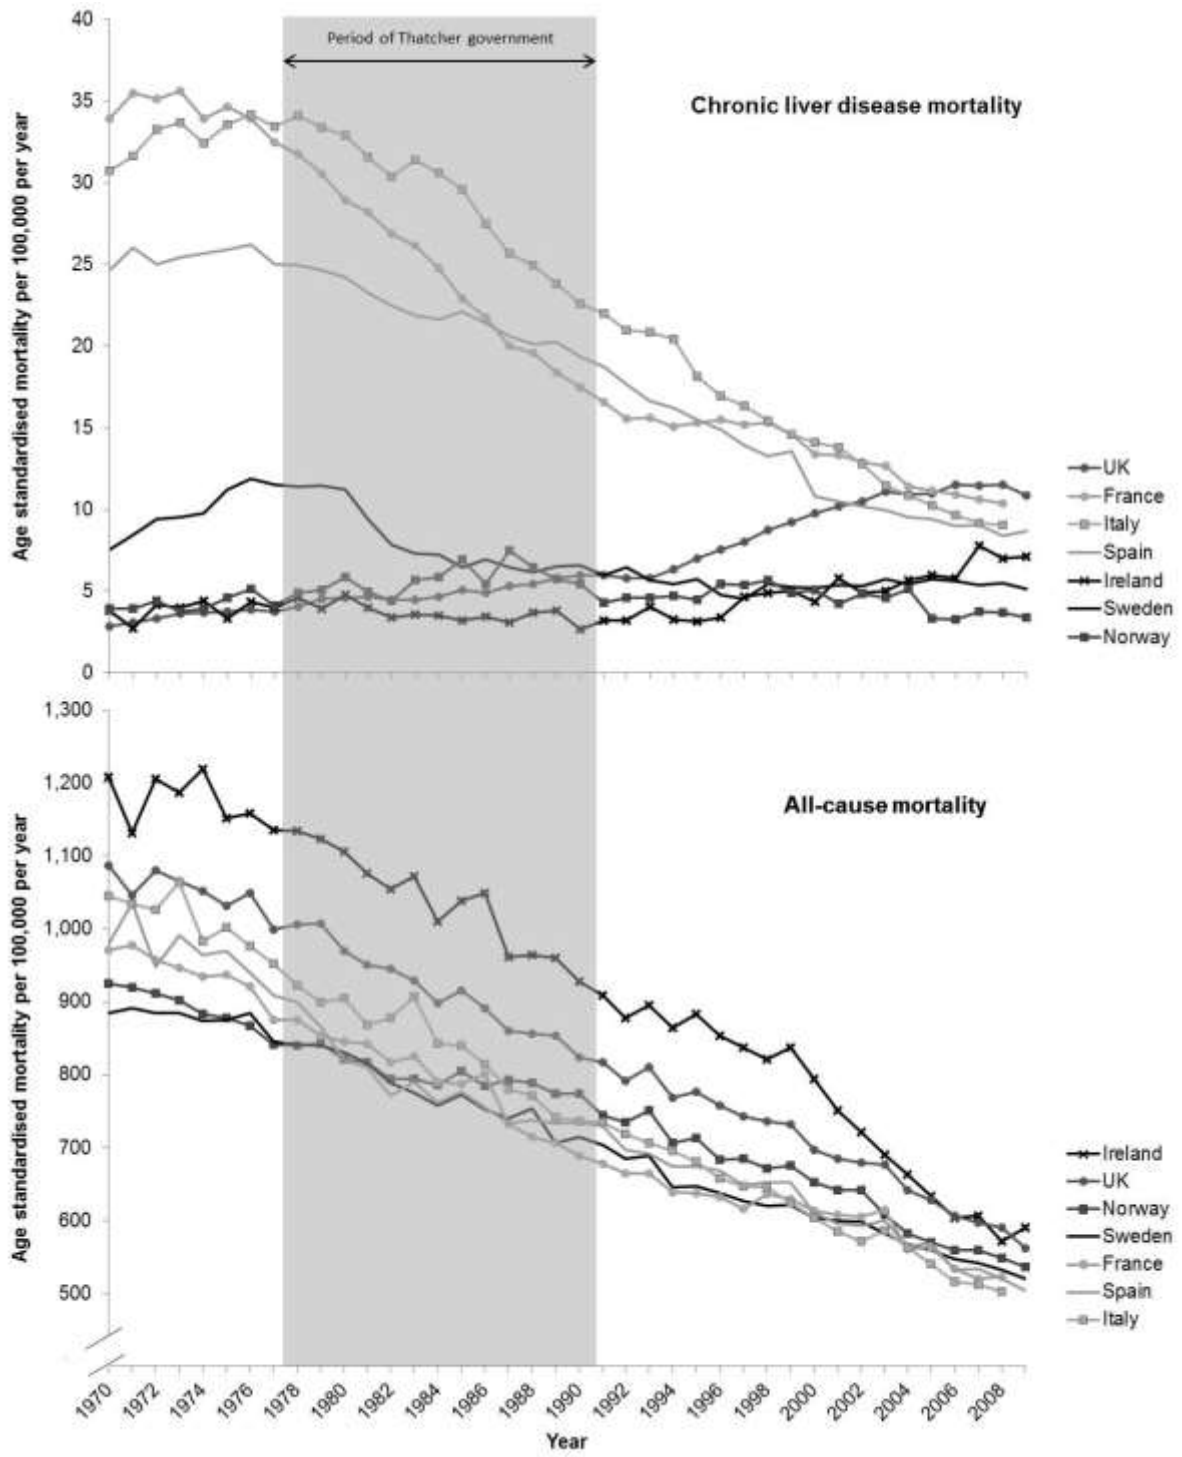 40
Period of Thatcher government
35
Chronic liver disease mortality
30
25
20
15
10
5
0
Age standardised mortality per 100,000 per year
UK
France
Italy
Spain
Ireland
Sweden
Norway
1,300
1,200
All-cause mortality
1,100
1,000
900
800
700
600
500
Age standardised mortality per 100,000 per year
Ireland
UK
Norway
Sweden
France
Spain
Italy
1970 1972 1974 1976 1978 1980 1982 1984 1986 1988 1990 1992 1994 1996 1998 2000 2002 2004 2006 2008
Year